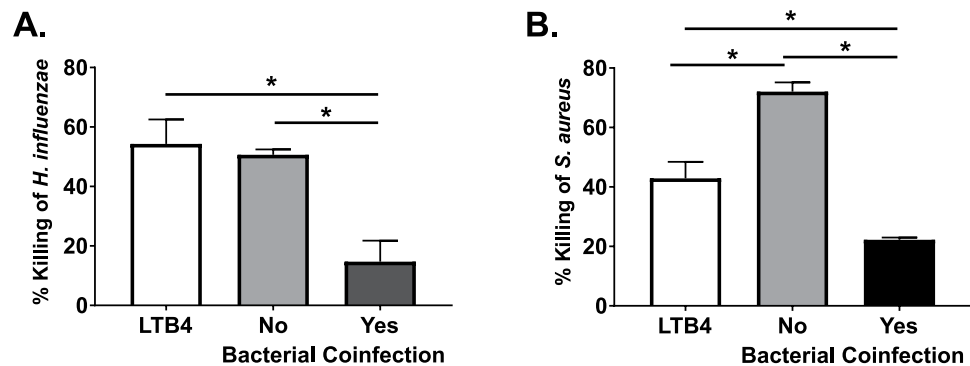 A.
% Killing of H. influenzae
80
60
40
20
0
*
*
LTB4 No Yes
Bacterial Coinfection
B.
% Killing of S. aureus
80
60
40
20
0
*
* *
LTB4 No Yes
Bacterial Coinfection